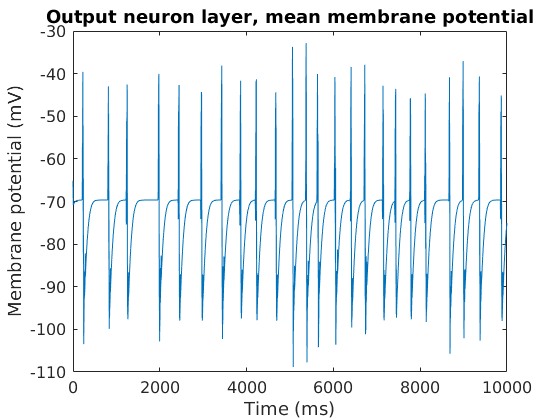 Output neuron layer, mean membrane potential
Membrane potential (mV)
-30
-40
-50
-60
-70
-80
-90
-100
-110
0 2000 4000 6000 8000 10000
Time (ms)